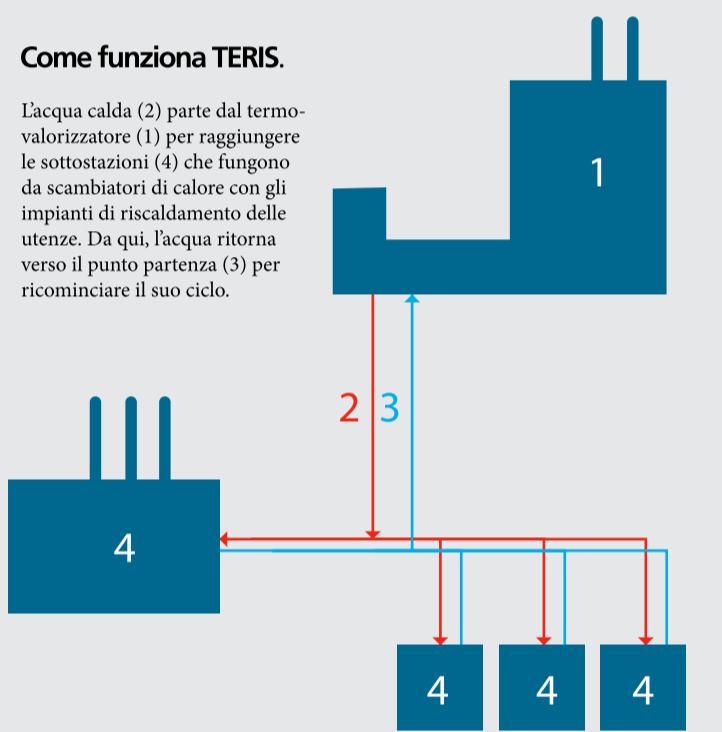 Come funziona TERIS.
L’acqua calda (2) parte dal termo-
valorizzatore (1) per raggiungere
le sottostazioni (4) che fungono
da scambiatori di calore con gli
impianti di riscaldamento delle
utenze. Da qui, l’acqua ritorna
verso il punto partenza (3) per
ricominciare il suo ciclo.
1
2 3
4
4 4 4